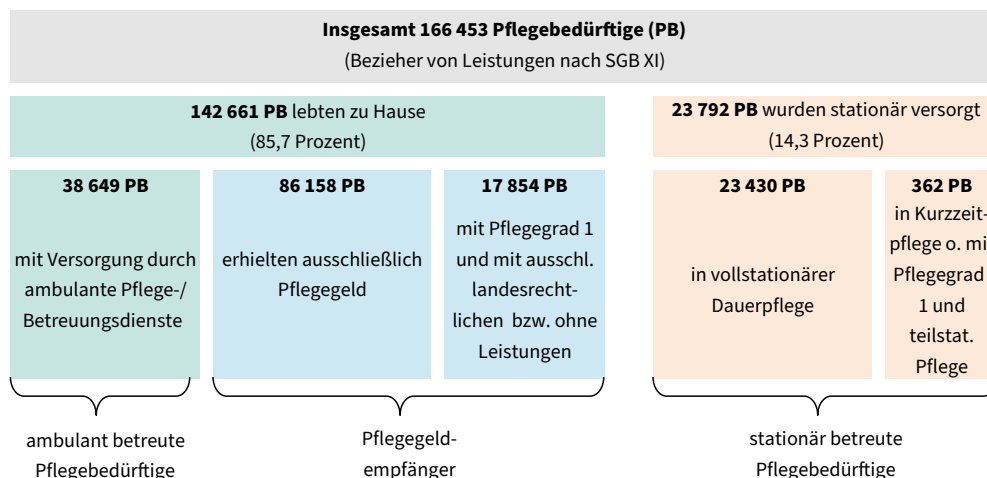 Insgesamt 166 453 Pflegebedürftige (PB)
(Bezieher von Leistungen nach SGB XI)
142 661 PB lebten zu Hause
(85,7 Prozent)
23 792 PB wurden stationär versorgt
(14,3 Prozent)
38 649 PB
mit Versorgung durch
ambulante Pflege-/
Betreuungsdienste
86 158 PB
erhielten ausschließlich
Pflegegeld
17 854 PB
mit Pflegegrad 1
und mit ausschl.
landesrecht-
lichen bzw. ohne
Leistungen
23 430 PB
in vollstationärer
Dauerpflege
362 PB
in Kurzzeit-
pflege o. mi
Pflegegrad
1 und
teilstat.
Pflege
ambulant betreute
Pflegebedürftige
Pflegegeld-
empfänger
stationär betreute
Pflegebedürftige